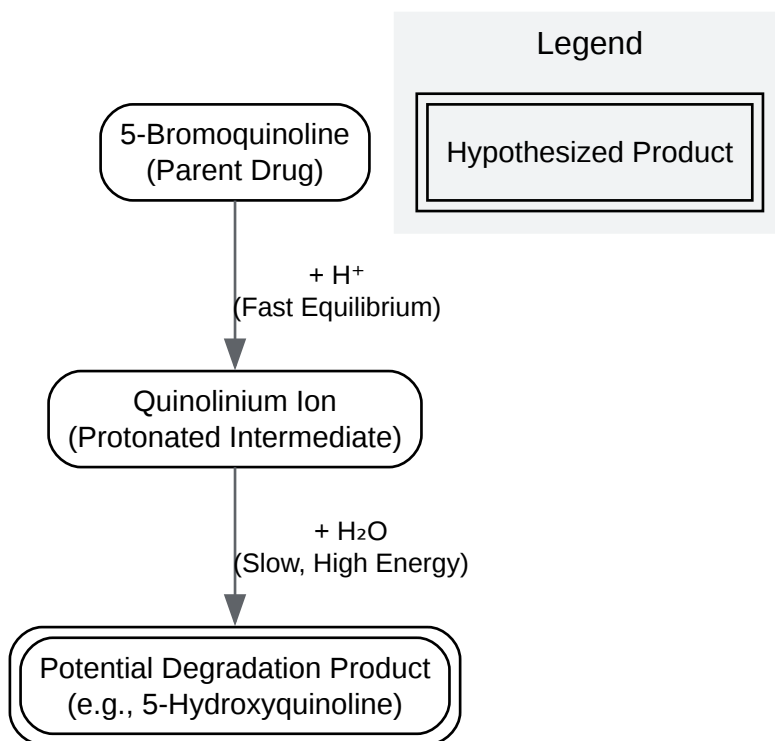 Legend
Hypothesized Product
5-Bromoquinoline
(Parent Drug)
+ H⁺
(Fast Equilibrium)
Quinolinium Ion
(Protonated Intermediate)
+ H₂O
(Slow, High Energy)
Potential Degradation Product
(e.g., 5-Hydroxyquinoline)